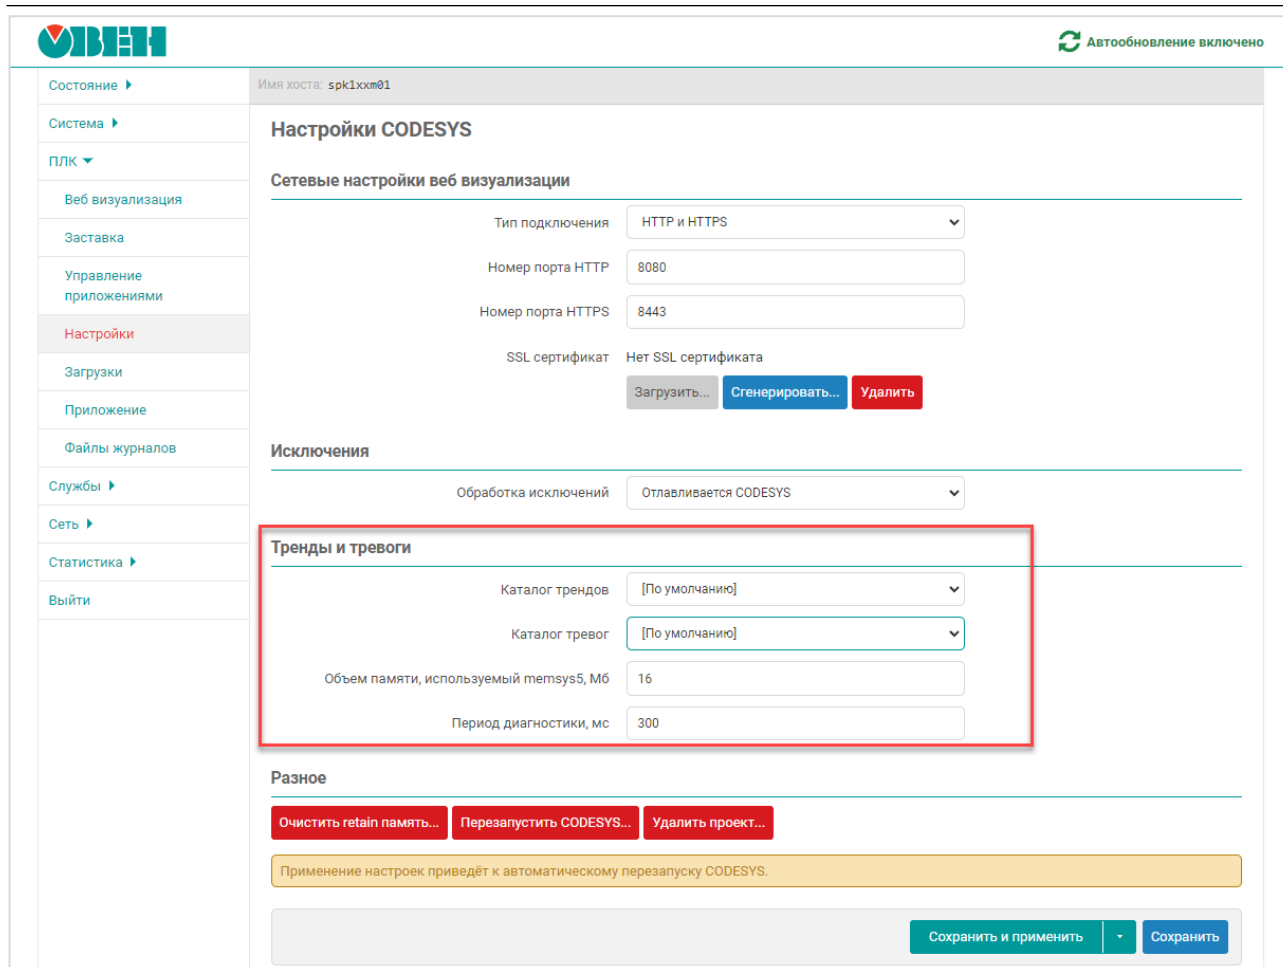 ОВЕН
Автообновление включено
Состояние
Имя хоста: spk1xxm01
Система
ПЛК
Веб визуализация
Заставка
Управление
приложениями
Настройки
Загрузки
Приложение
Файлы журналов
Службы
Сеть
Статистика
Выйти
Настройки CODESYS
Сетевые настройки веб визуализации
Тип подключения HTTP и HTTPS
Номер порта HTTP 8080
Номер порта HTTPS 8443
SSL сертификат Нет SSL сертификата
Загрузить... Сгенерировать... Удалить
Исключения
Обработка исключений Отлавливается CODESYS
Тренды и тревоги
Каталог трендов [По умолчанию]
Каталог тревог [По умолчанию]
Объем памяти, используемый memsys5, Мб 16
Период диагностики, мс 300
Разное
Очистить retain память... Перезапустить CODESYS... Удалить проект...
Применение настроек приведёт к автоматическому перезапуску CODESYS.
Сохранить и применить Сохранить